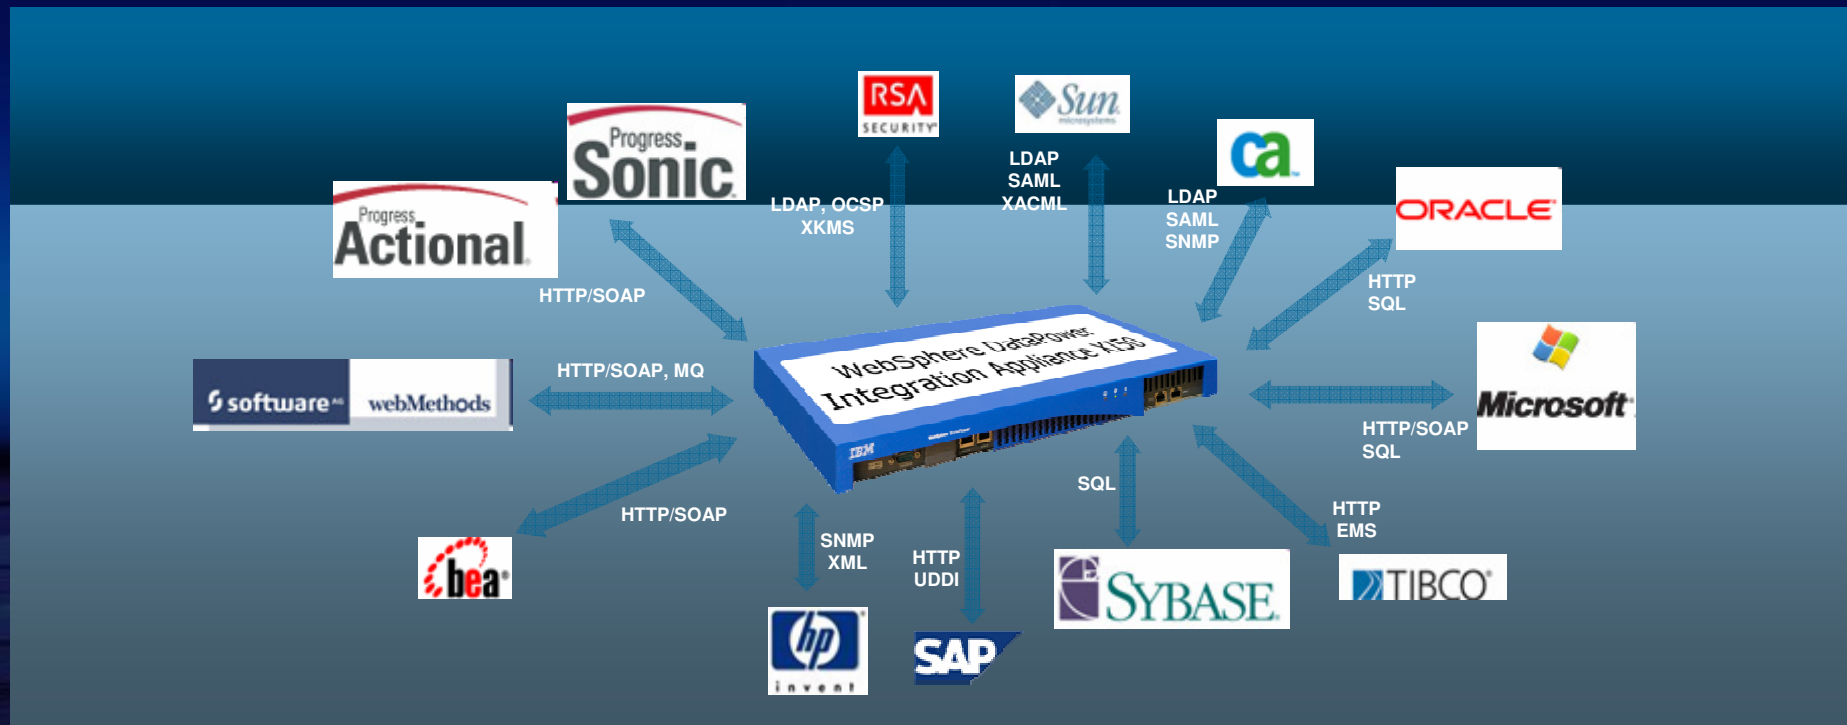 RSA
SECURITY®
Sun
microsystems
Progress
Sonic
ca
LDAP
SAML
XACML
Progress
Actional
LDAP, OCSP
XKMS
LDAP
SAML
SNMP
ORACLE
HTTP/SOAP
HTTP
SQL
WebSphere DataPower
Integration Appliance XI50
software AG
webMethods
HTTP/SOAP, MQ
Microsoft
HTTP/SOAP
SQL
IBM
SQL
HTTP/SOAP
HTTP
EMS
SNMP
XML
HTTP
UDDI
bea
SYBASE
TIBCO
hp
invent
SAP